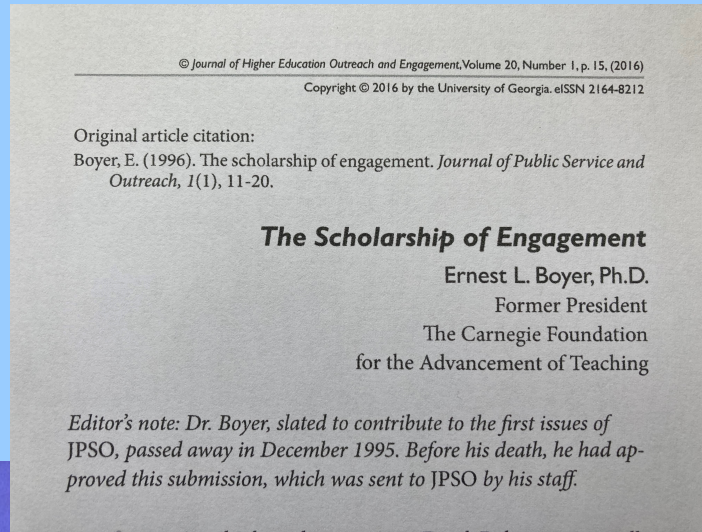 © Journal of Higher Education Outreach and Engagement, Volume 20, Number 1, p. 15, (2016)
Copyright © 2016 by the University of Georgia. eISSN 2164-8212
Original article citation:
Boyer, E. (1996). The scholarship of engagement. Journal of Public Service and
Outreach, 1(1), 11-20.
The Scholarship of Engagement
Ernest L. Boyer, Ph.D.
Former President
The Carnegie Foundation
for the Advancement of Teaching
Editor's note: Dr. Boyer, slated to contribute to the first issues of
JPSO, passed away in December 1995. Before his death, he had ap-
proved this submission, which was sent to JPSO by his staff.